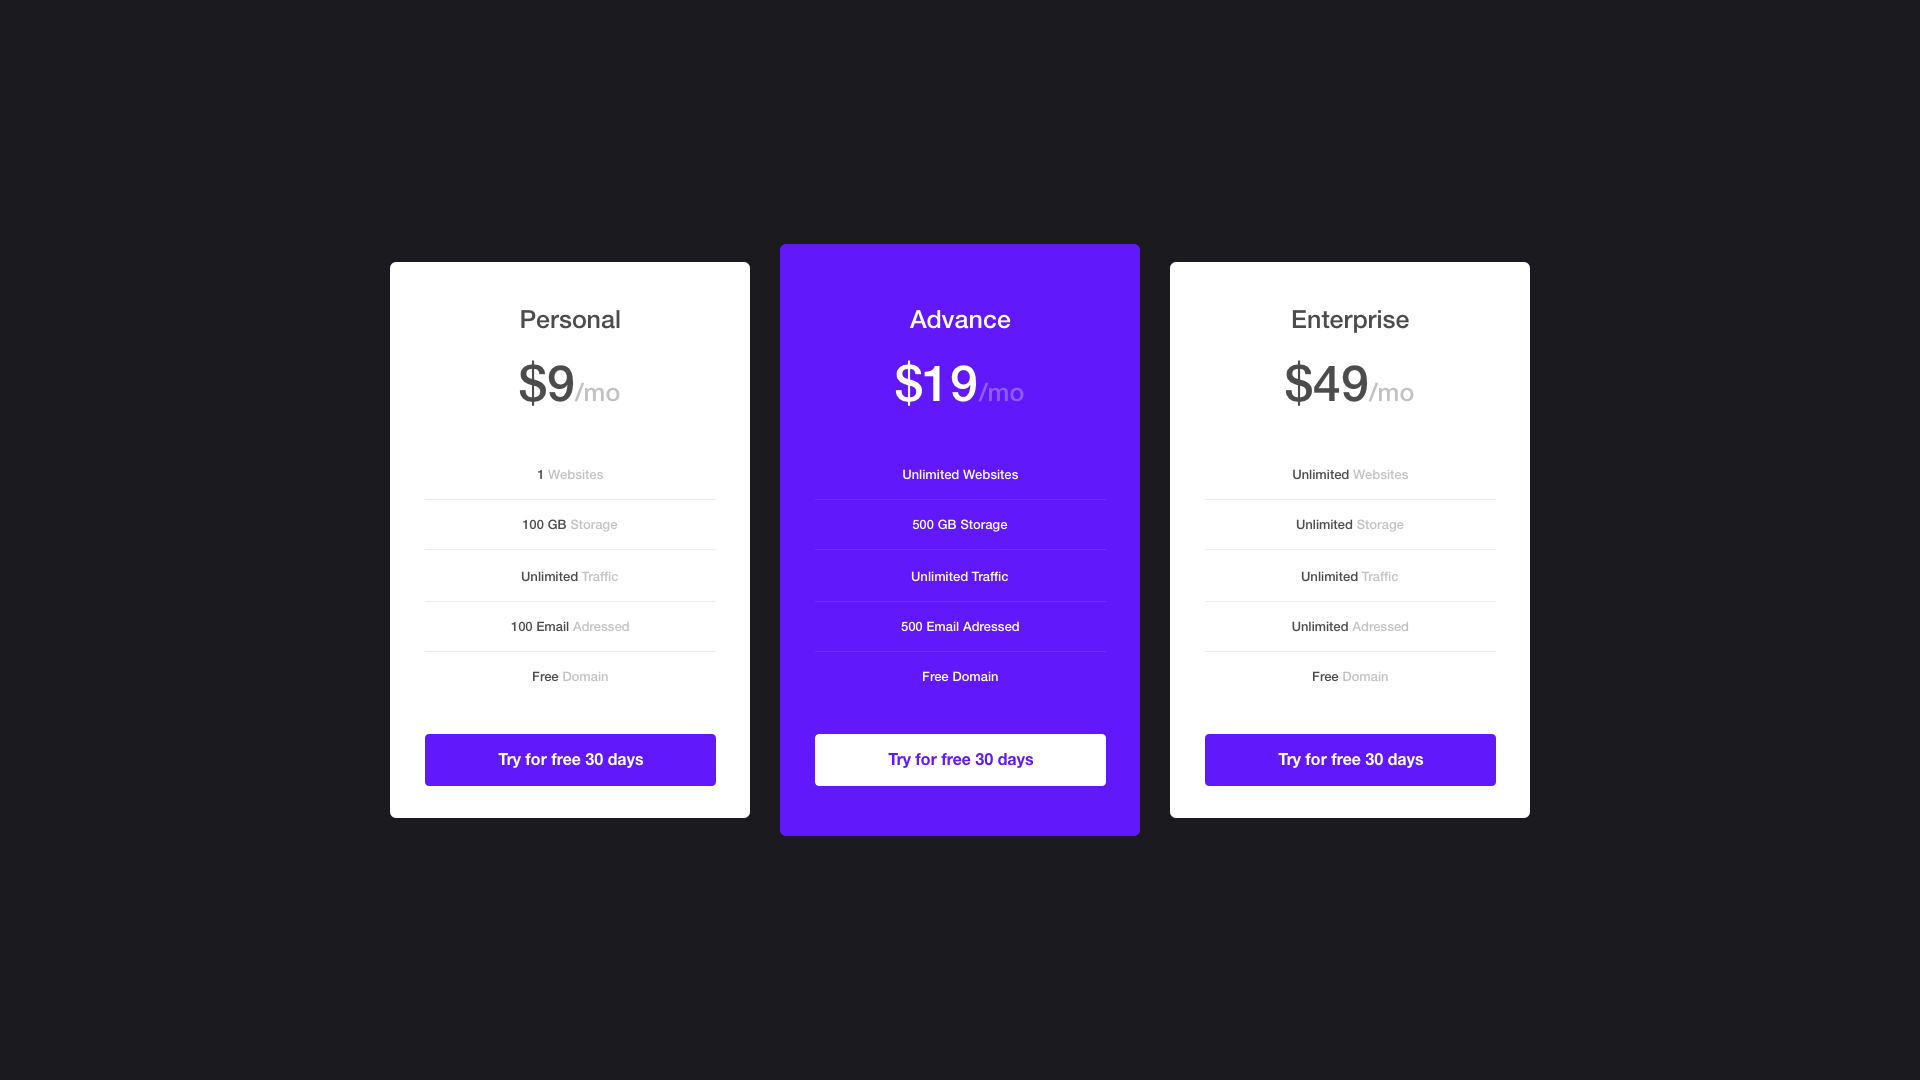 Personal
$9/mo
1 Websites
100 GB Storage
Unlimited Traffic
100 Email Adressed
Free Domain
Try for free 30 days
Advance
$19/mo
Unlimited Websites
500 GB Storage
Unlimited Traffic
500 Email Adressed
Free Domain
Try for free 30 days
Enterprise
$49/mo
Unlimited Websites
Unlimited Storage
Unlimited Traffic
Unlimited Adressed
Free Domain
Try for free 30 days